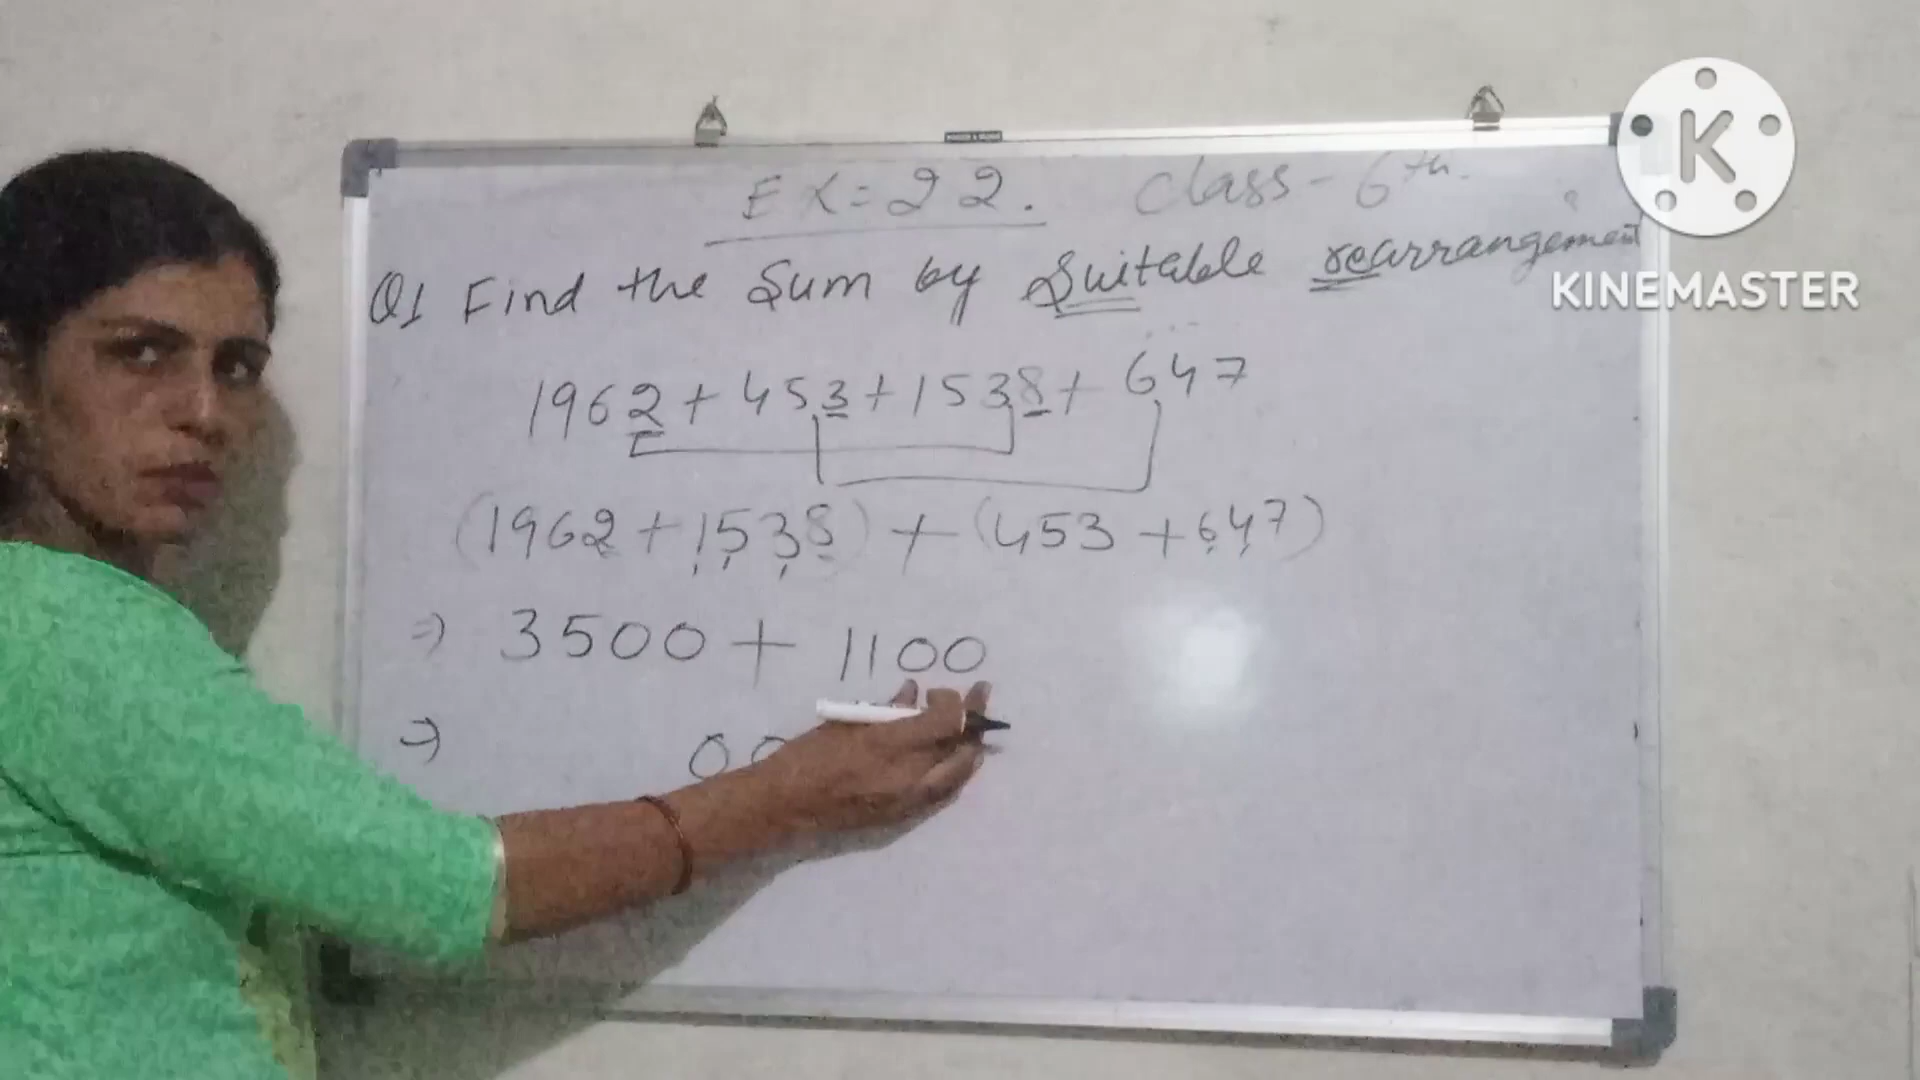 EX=22. Class-6th.
Q1 Find the Sum by Suitable rearrangement
1962+453+1538+647
(1962+1538)+(453+647)
⇒ 3500+1100
⇒ 00
K
KINEMASTER